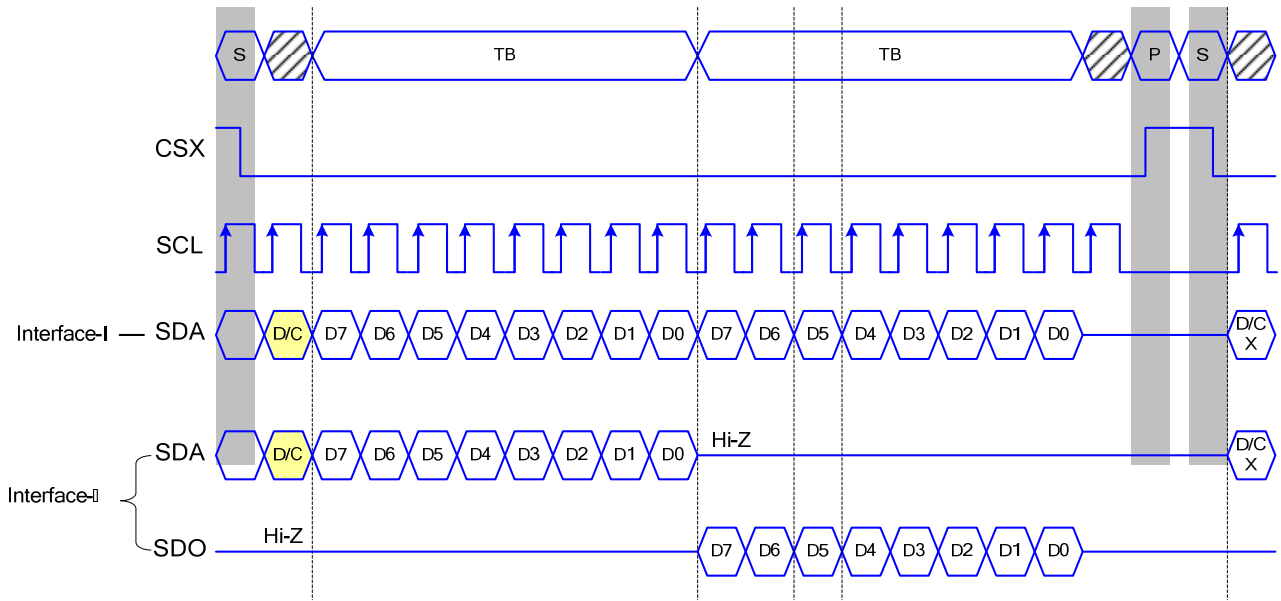 S TB TB P S
CSX
SCL
Interface-I SDA D/C D7 D6 D5 D4 D3 D2 D1 D0 D7 D6 D5 D4 D3 D2 D1 D0 D/C
X
SDA D/C D7 D6 D5 D4 D3 D2 D1 D0 Hi-Z D/C
X
Interface-▯
SDO Hi-Z D7 D6 D5 D4 D3 D2 D1 D0